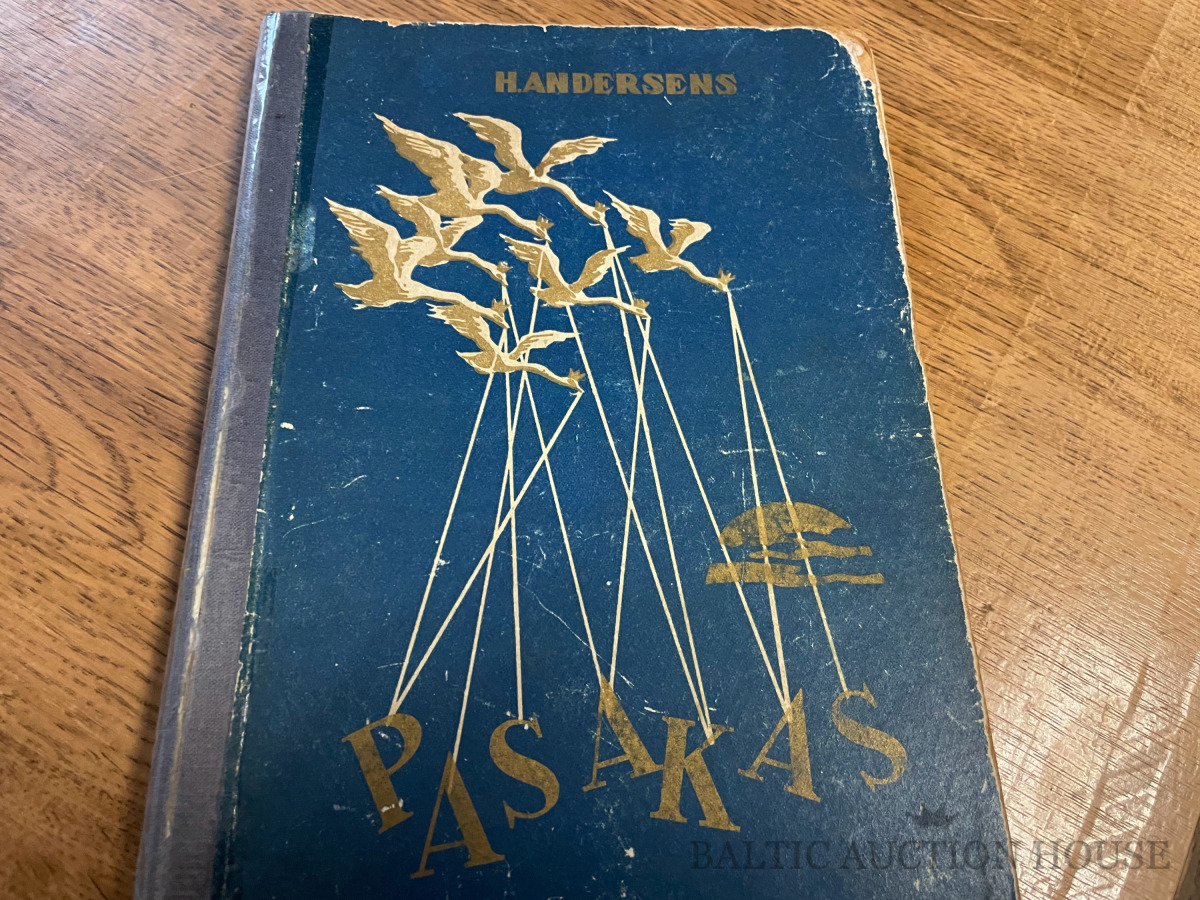 H.ANDERSENS
PASAKAS
BALTIC AUCTION HOUSE